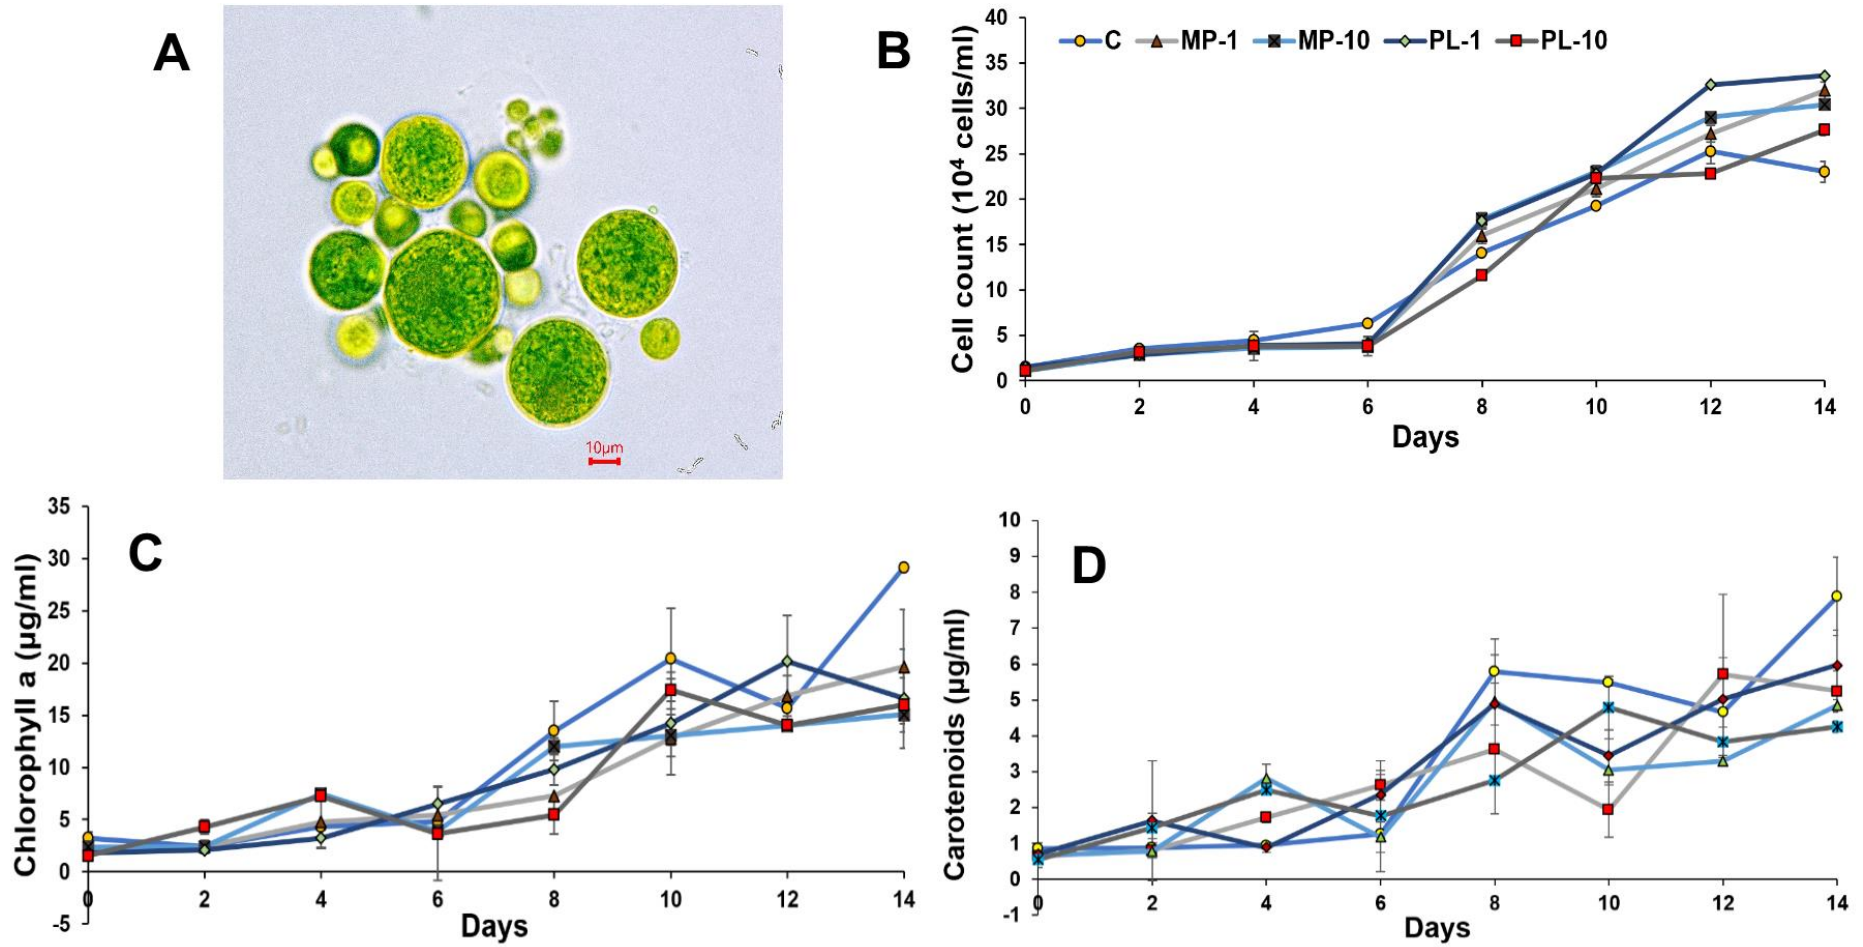 A
10µm
B
Cell count (10⁴ cells/ml)
40
35
30
25
20
15
10
5
0
C MP-1 MP-10 PL-1 PL-10
0 2 4 6 8 10 12 14
Days
C
Chlorophyll a (µg/ml)
35
30
25
20
15
10
5
0
-5
0 2 4 6 8 10 12 14
Days
D
Carotenoids (µg/ml)
10
9
8
7
6
5
4
3
2
1
0
-1
0 2 4 6 8 10 12 14
Days